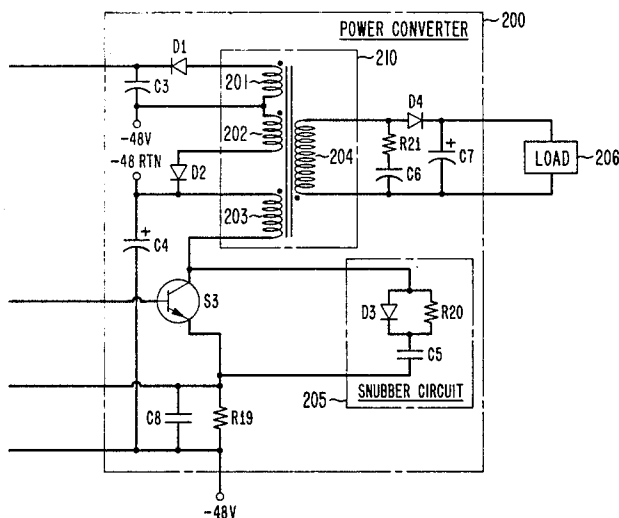 200
POWER CONVERTER
D1
210
C3
201
-48V
202
-48 RTN
D2
203
204
D4
R21
C6
C7
LOAD
206
C4
S3
D3
R20
C5
205
SNUBBER CIRCUIT
C8
R19
-48V